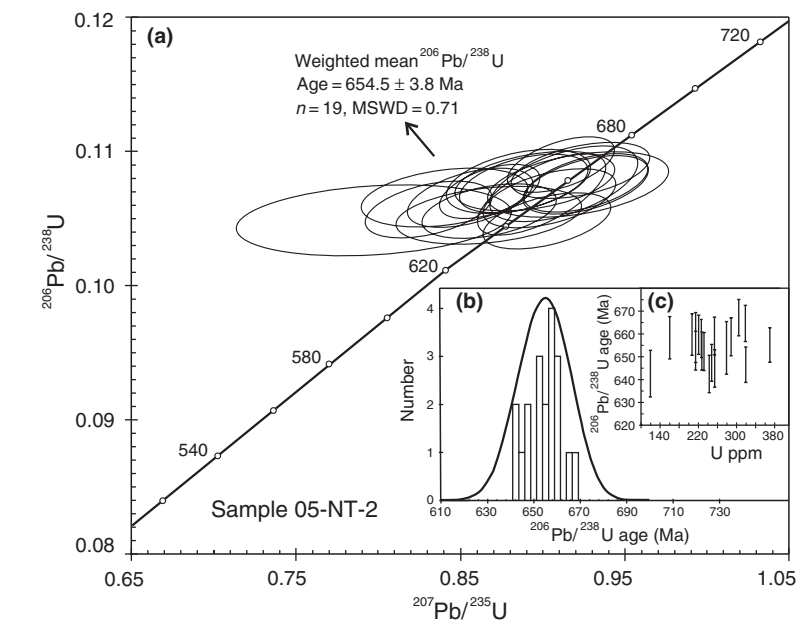 0.12
0.11
0.10
0.09
0.08
²⁰⁶Pb/²³⁸U
(a)
Weighted mean ²⁰⁶Pb/²³⁸U
Age = 654.5 ± 3.8 Ma
n = 19, MSWD = 0.71
720
680
620
580
540
Sample 05-NT-2
0.65 0.75 0.85 0.95 1.05
²⁰⁷Pb/²³⁵U
(b)
4
3
2
1
0
Number
610 630 650 670 690 710 730
²⁰⁶Pb/²³⁸U age (Ma)
(c)
670
660
650
640
630
620
²⁰⁶Pb/²³⁸U age (Ma)
140 220 300 380
U ppm